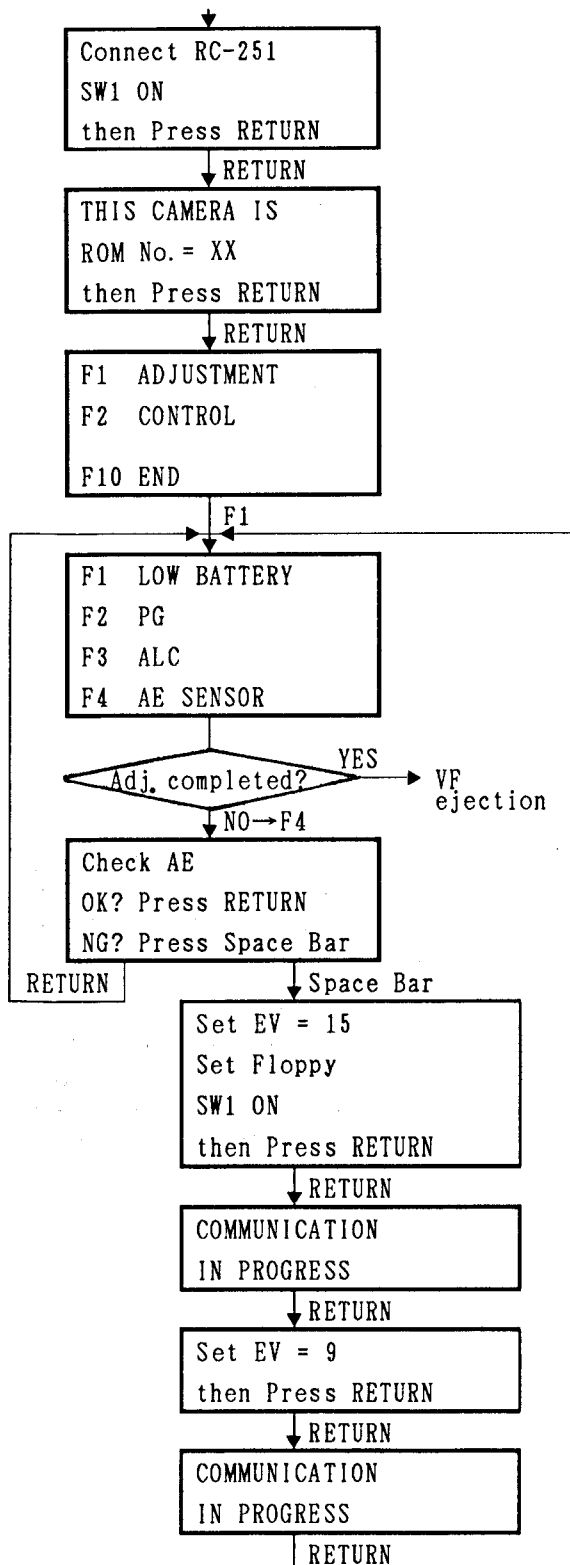 Connect RC-251
SW1 ON
then Press RETURN
RETURN
THIS CAMERA IS
ROM No. = XX
then Press RETURN
RETURN
F1 ADJUSTMENT
F2 CONTROL
F10 END
F1
F1 LOW BATTERY
F2 PG
F3 ALC
F4 AE SENSOR
Adj. completed?
YES
VF
ejection
NO→F4
Check AE
OK? Press RETURN
NG? Press Space Bar
RETURN
Space Bar
Set EV = 15
Set Floppy
SW1 ON
then Press RETURN
RETURN
COMMUNICATION
IN PROGRESS
RETURN
Set EV = 9
then Press RETURN
RETURN
COMMUNICATION
IN PROGRESS
RETURN